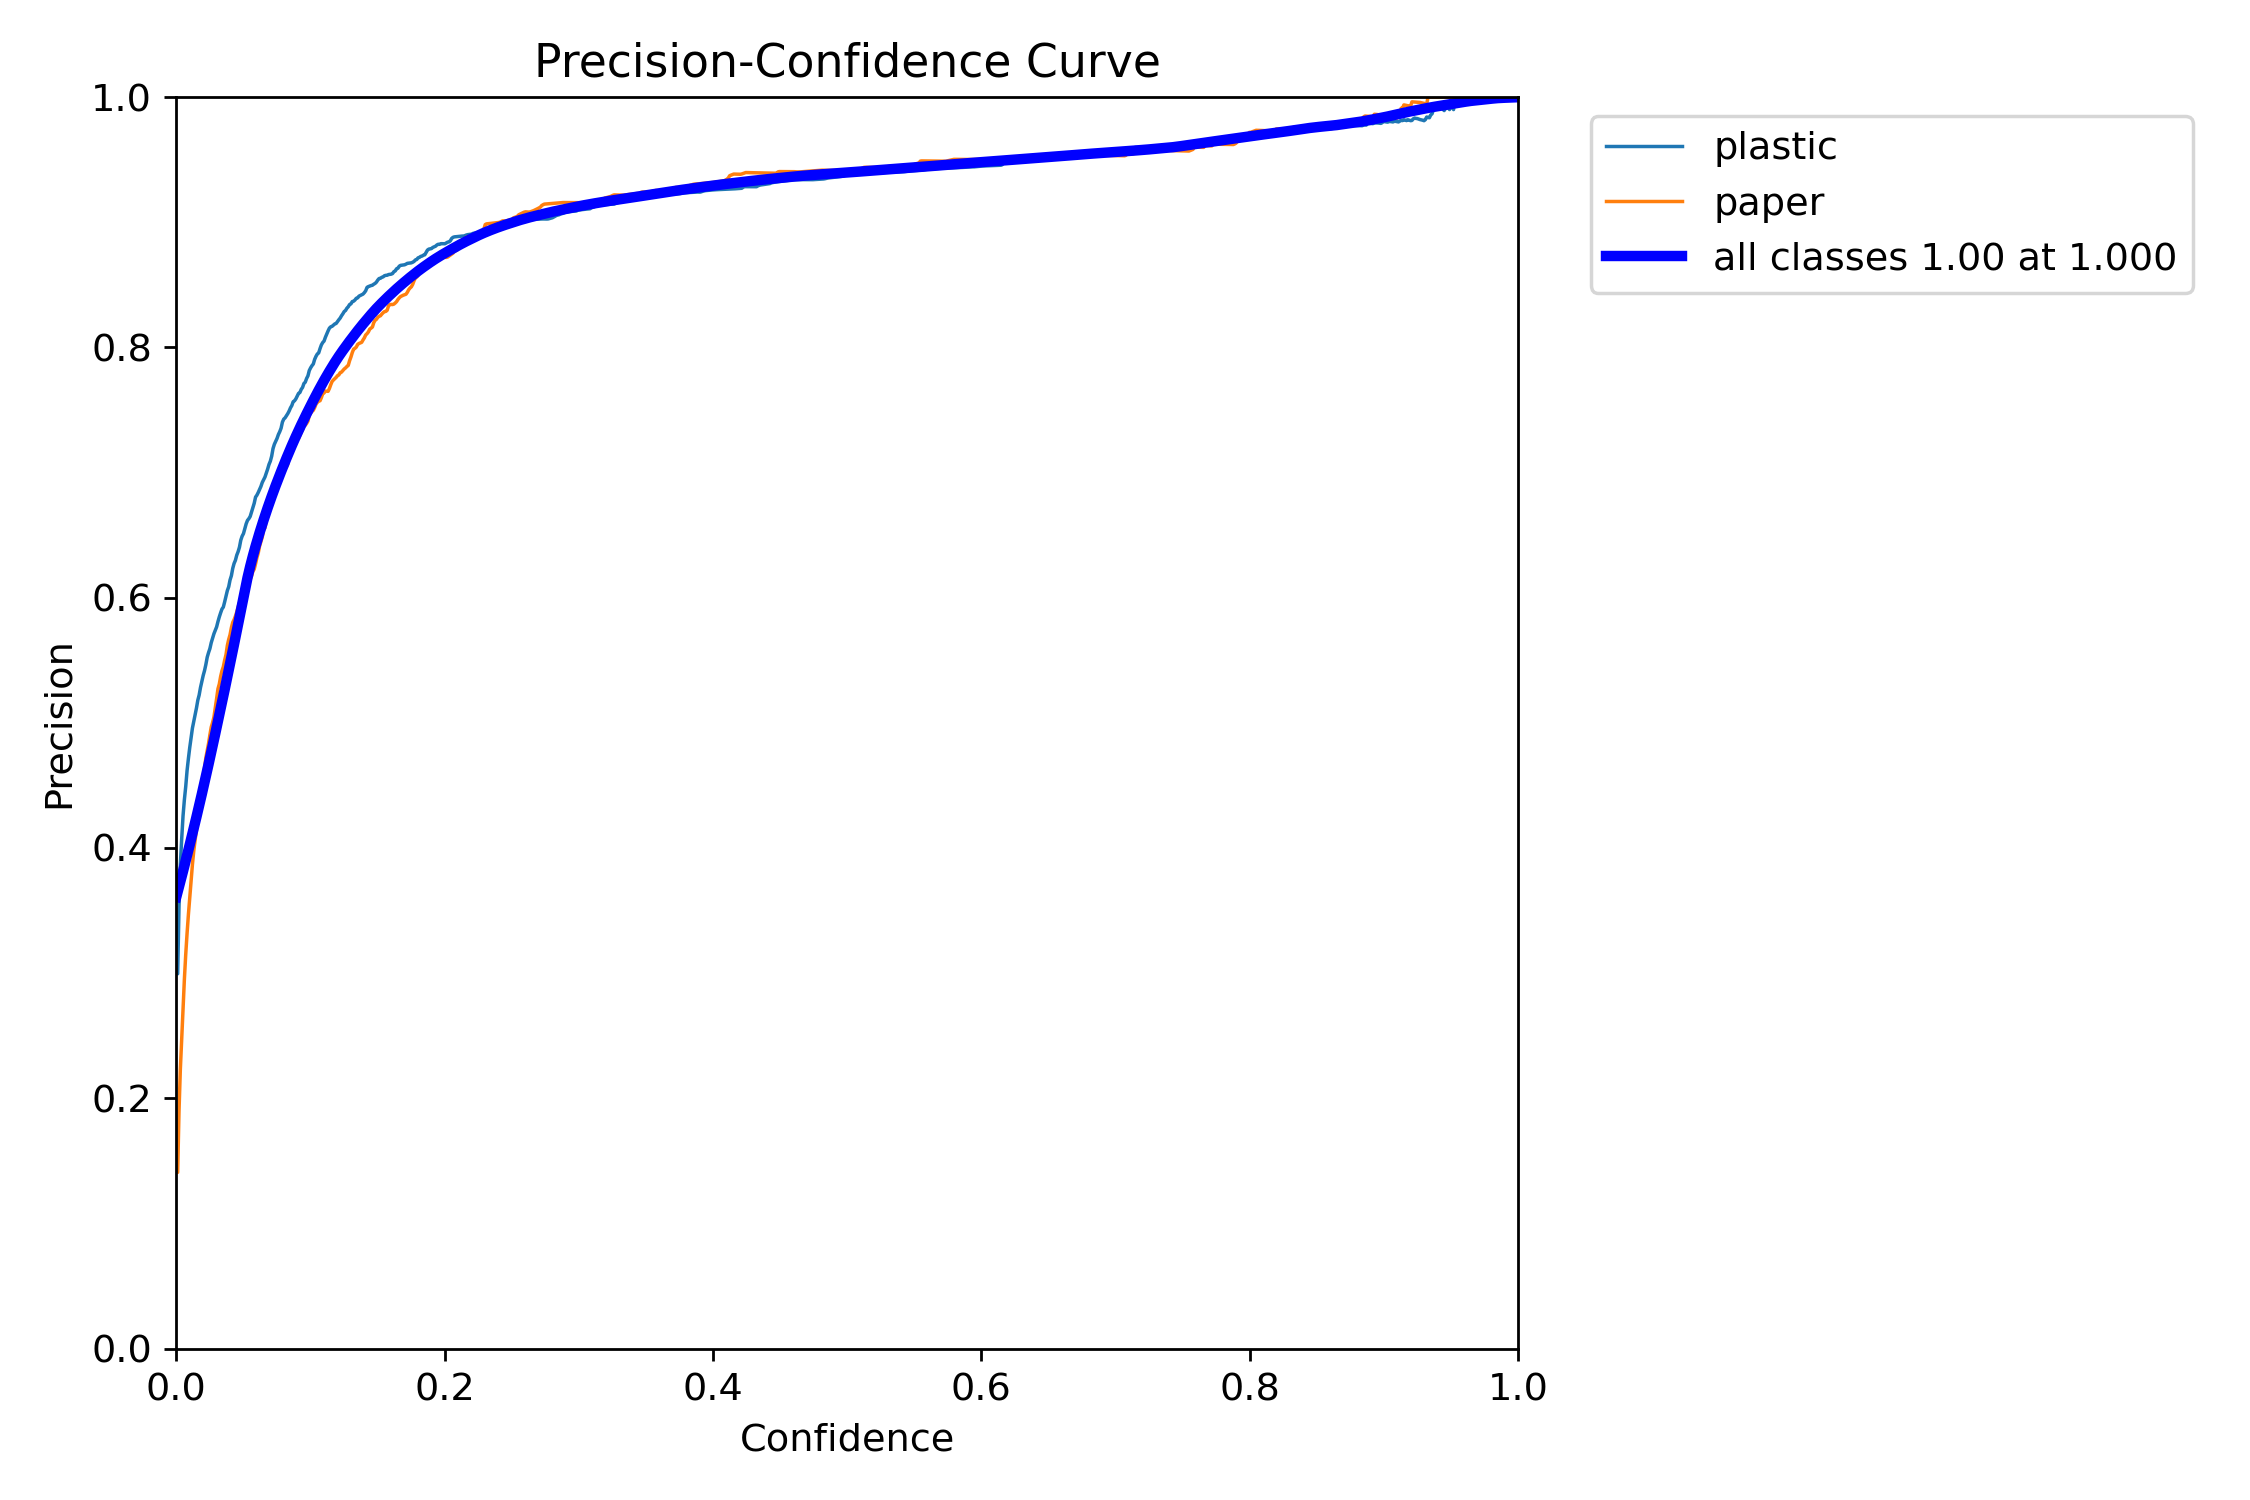 Precision-Confidence Curve
1.0
0.8
0.6
0.4
0.2
0.0
Precision
0.0 0.2 0.4 0.6 0.8 1.0
Confidence
plastic
paper
all classes 1.00 at 1.000